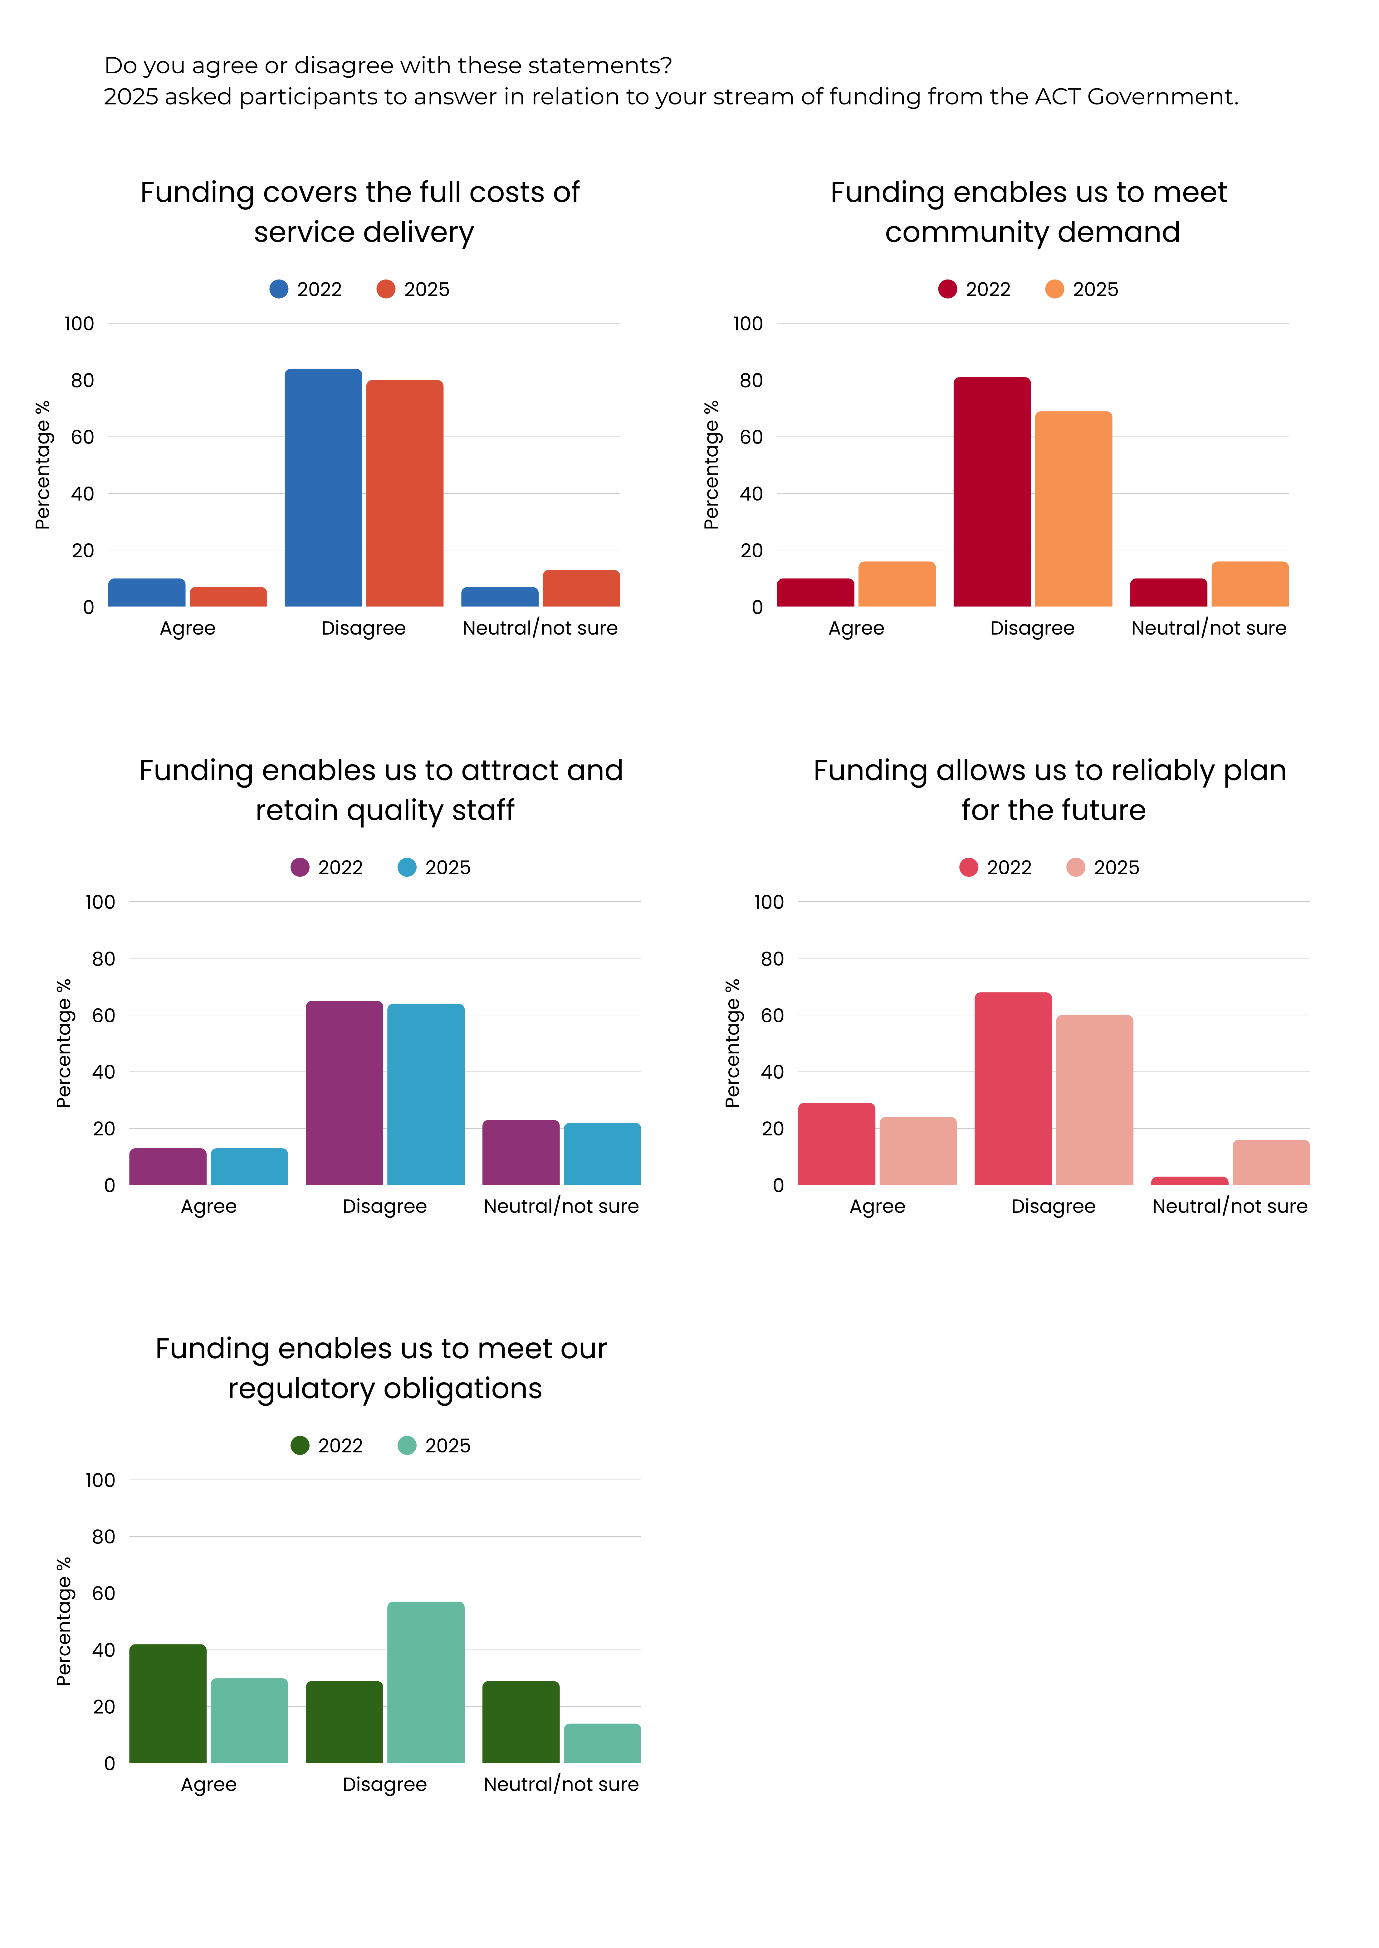 Do you agree or disagree with these statements?
2025 asked participants to answer in relation to your stream of funding from the ACT Government.
Funding covers the full costs of
service delivery
2022 2025
100
80
60
40
20
0
Percentage %
Agree Disagree Neutral/not sure
Funding enables us to meet
community demand
2022 2025
100
80
60
40
20
0
Percentage %
Agree Disagree Neutral/not sure
Funding enables us to attract and
retain quality staff
2022 2025
100
80
60
40
20
0
Percentage %
Agree Disagree Neutral/not sure
Funding allows us to reliably plan
for the future
2022 2025
100
80
60
40
20
0
Percentage %
Agree Disagree Neutral/not sure
Funding enables us to meet our
regulatory obligations
2022 2025
100
80
60
40
20
0
Percentage %
Agree Disagree Neutral/not sure